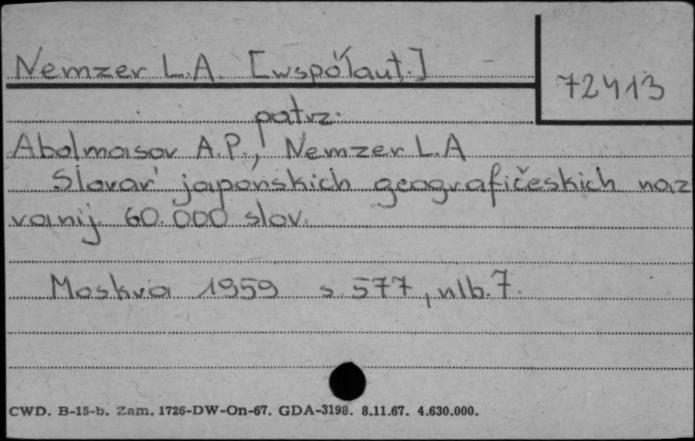 Nemzer L.A. [współaut.]
72413
patrz.
Abolmasov A.P., Nemzer L.A
Slovar' japonskich geografičeskich naz
vanij 60.000 slov.
Moskva 1959 s. 577, nlb. 7.
CWD. B-15-b. Zam. 1726-DW-On-67. GDA-3198. 8.11.67. 4.630.000.